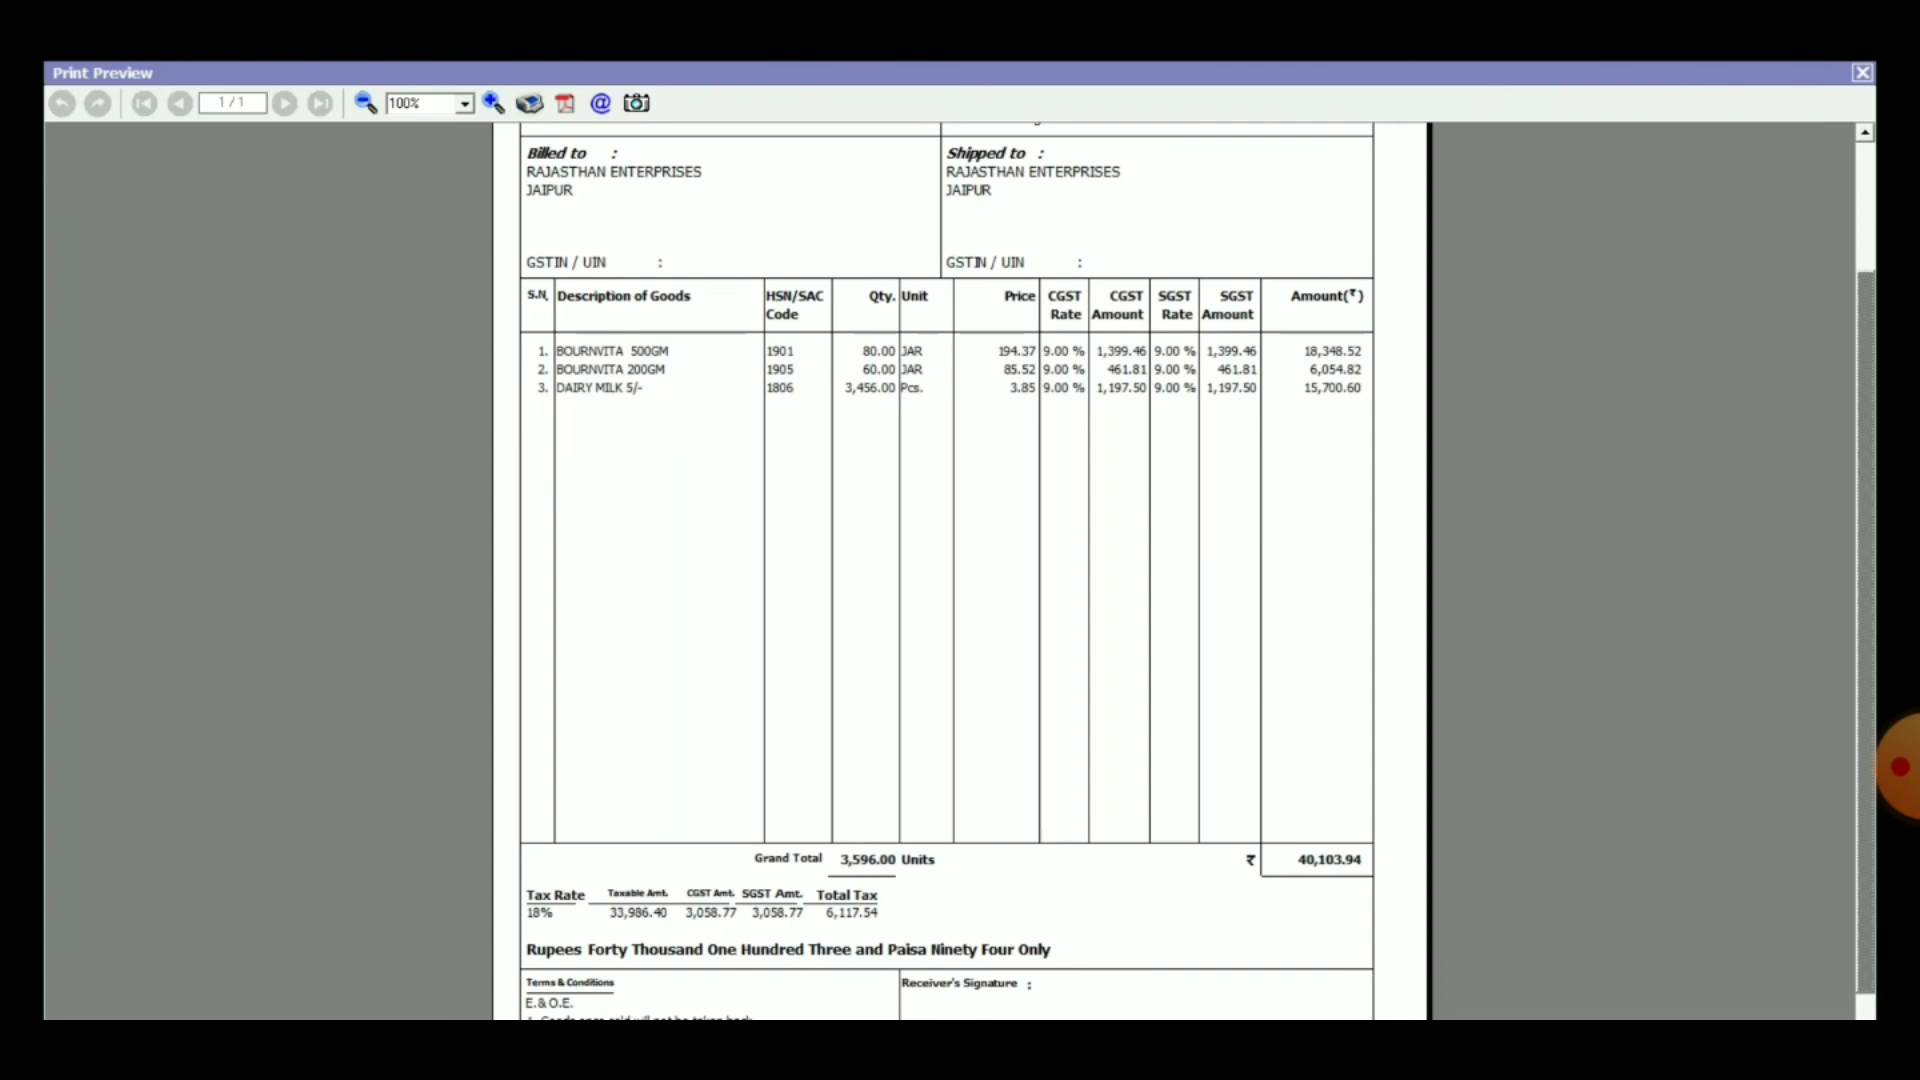 Print Preview
1 / 1
100%
Billed to :
RAJASTHAN ENTERPRISES
JAIPUR
GSTIN / UIN :
Shipped to :
RAJASTHAN ENTERPRISES
JAIPUR
GSTIN / UIN :
S.N. Description of Goods HSN/SAC Code Qty. Unit Price CGST Rate CGST Amount SGST Rate SGST Amount Amount(₹)
1. BOURNVITA 500GM 1901 80.00 JAR 194.37 9.00 % 1,399.46 9.00 % 1,399.46 18,348.52
2. BOURNVITA 200GM 1905 60.00 JAR 85.52 9.00 % 461.81 9.00 % 461.81 6,054.82
3. DAIRY MILK 5/- 1806 3,456.00 Pcs. 3.85 9.00 % 1,197.50 9.00 % 1,197.50 15,700.60
Grand Total 3,596.00 Units ₹ 40,103.94
Tax Rate Taxable Amt. CGST Amt. SGST Amt. Total Tax
18% 33,986.40 3,058.77 3,058.77 6,117.54
Rupees Forty Thousand One Hundred Three and Paisa Ninety Four Only
Terms & Conditions
E.& O.E.
Receiver's Signature :